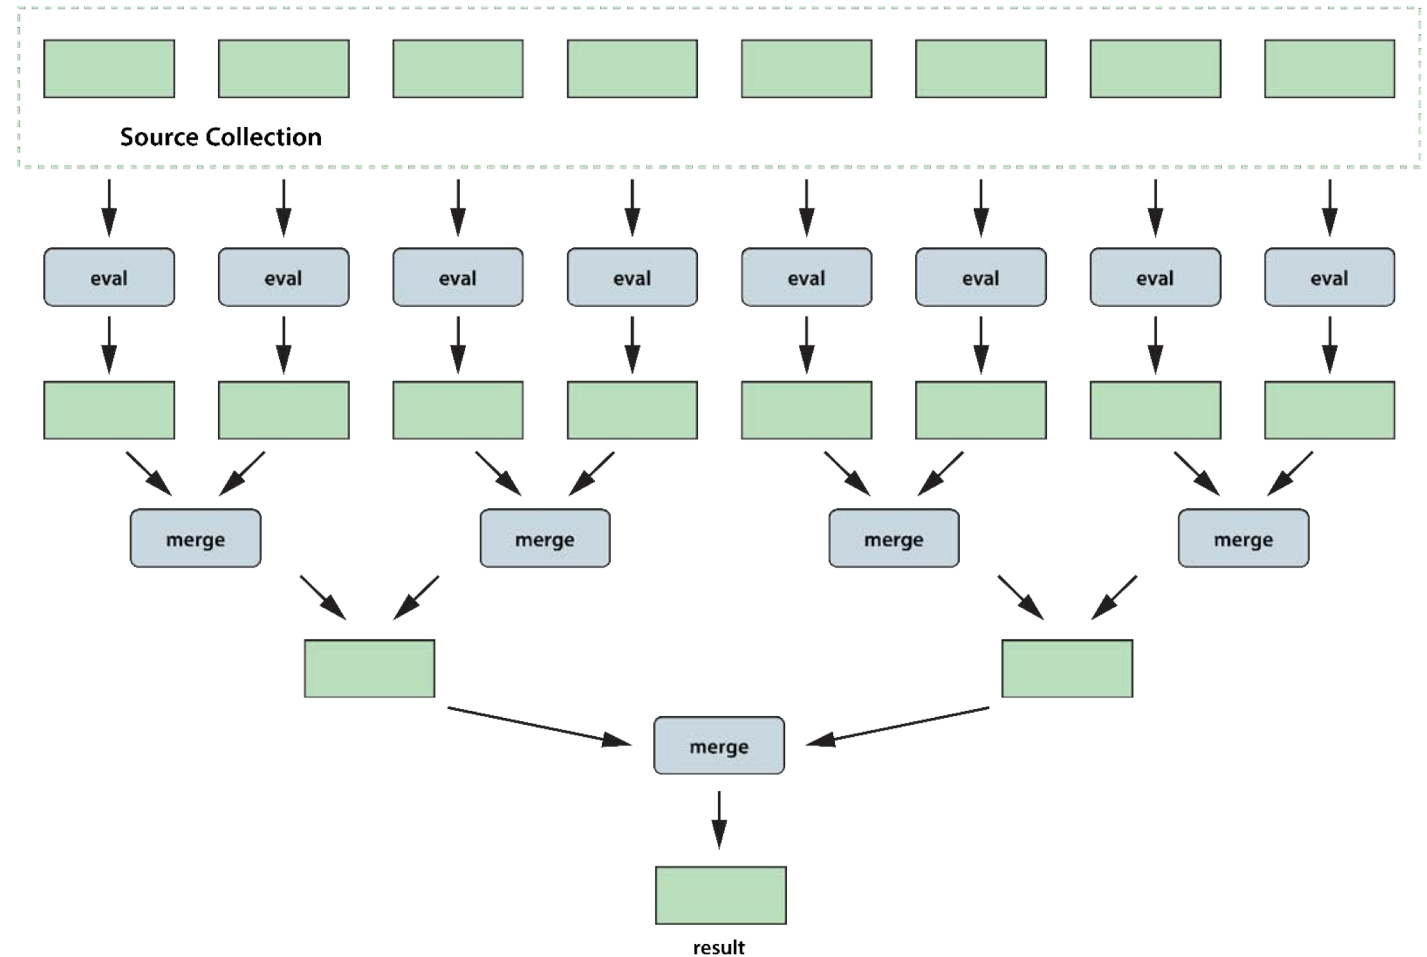 Source Collection
eval eval eval eval eval eval eval eval
merge merge merge merge
merge
result